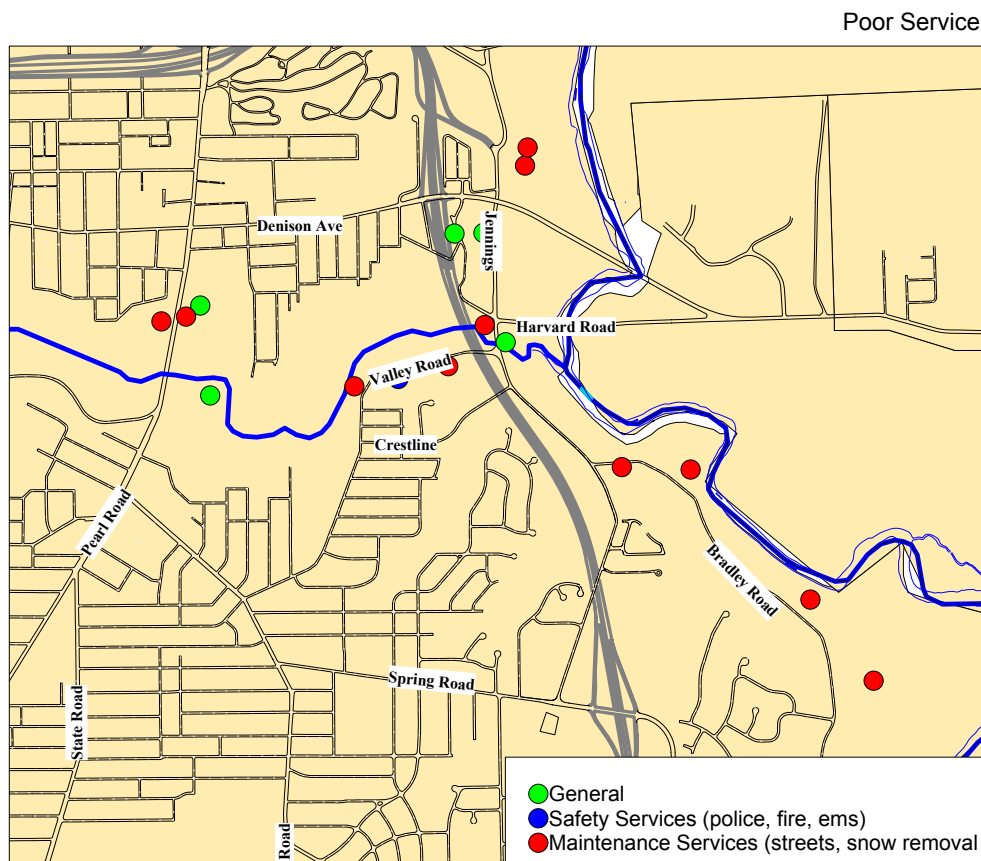 Poor Service
Denison Ave
Jennings
Harvard Road
Valley Road
Crestline
Pearl Road
Bradley Road
Spring Road
State Road
Road
General
Safety Services (police, fire, ems)
Maintenance Services (streets, snow removal